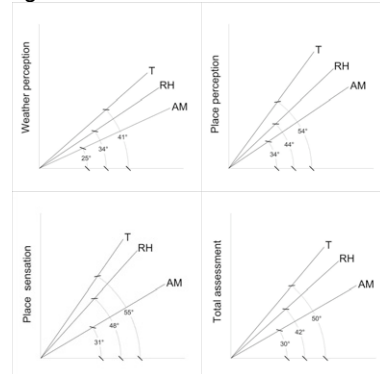 Weather perception
T
RH
AM
41°
34°
25°
Place perception
T
RH
AM
54°
44°
34°
Place sensation
T
RH
AM
55°
48°
31°
Total assessment
T
RH
AM
50°
42°
30°